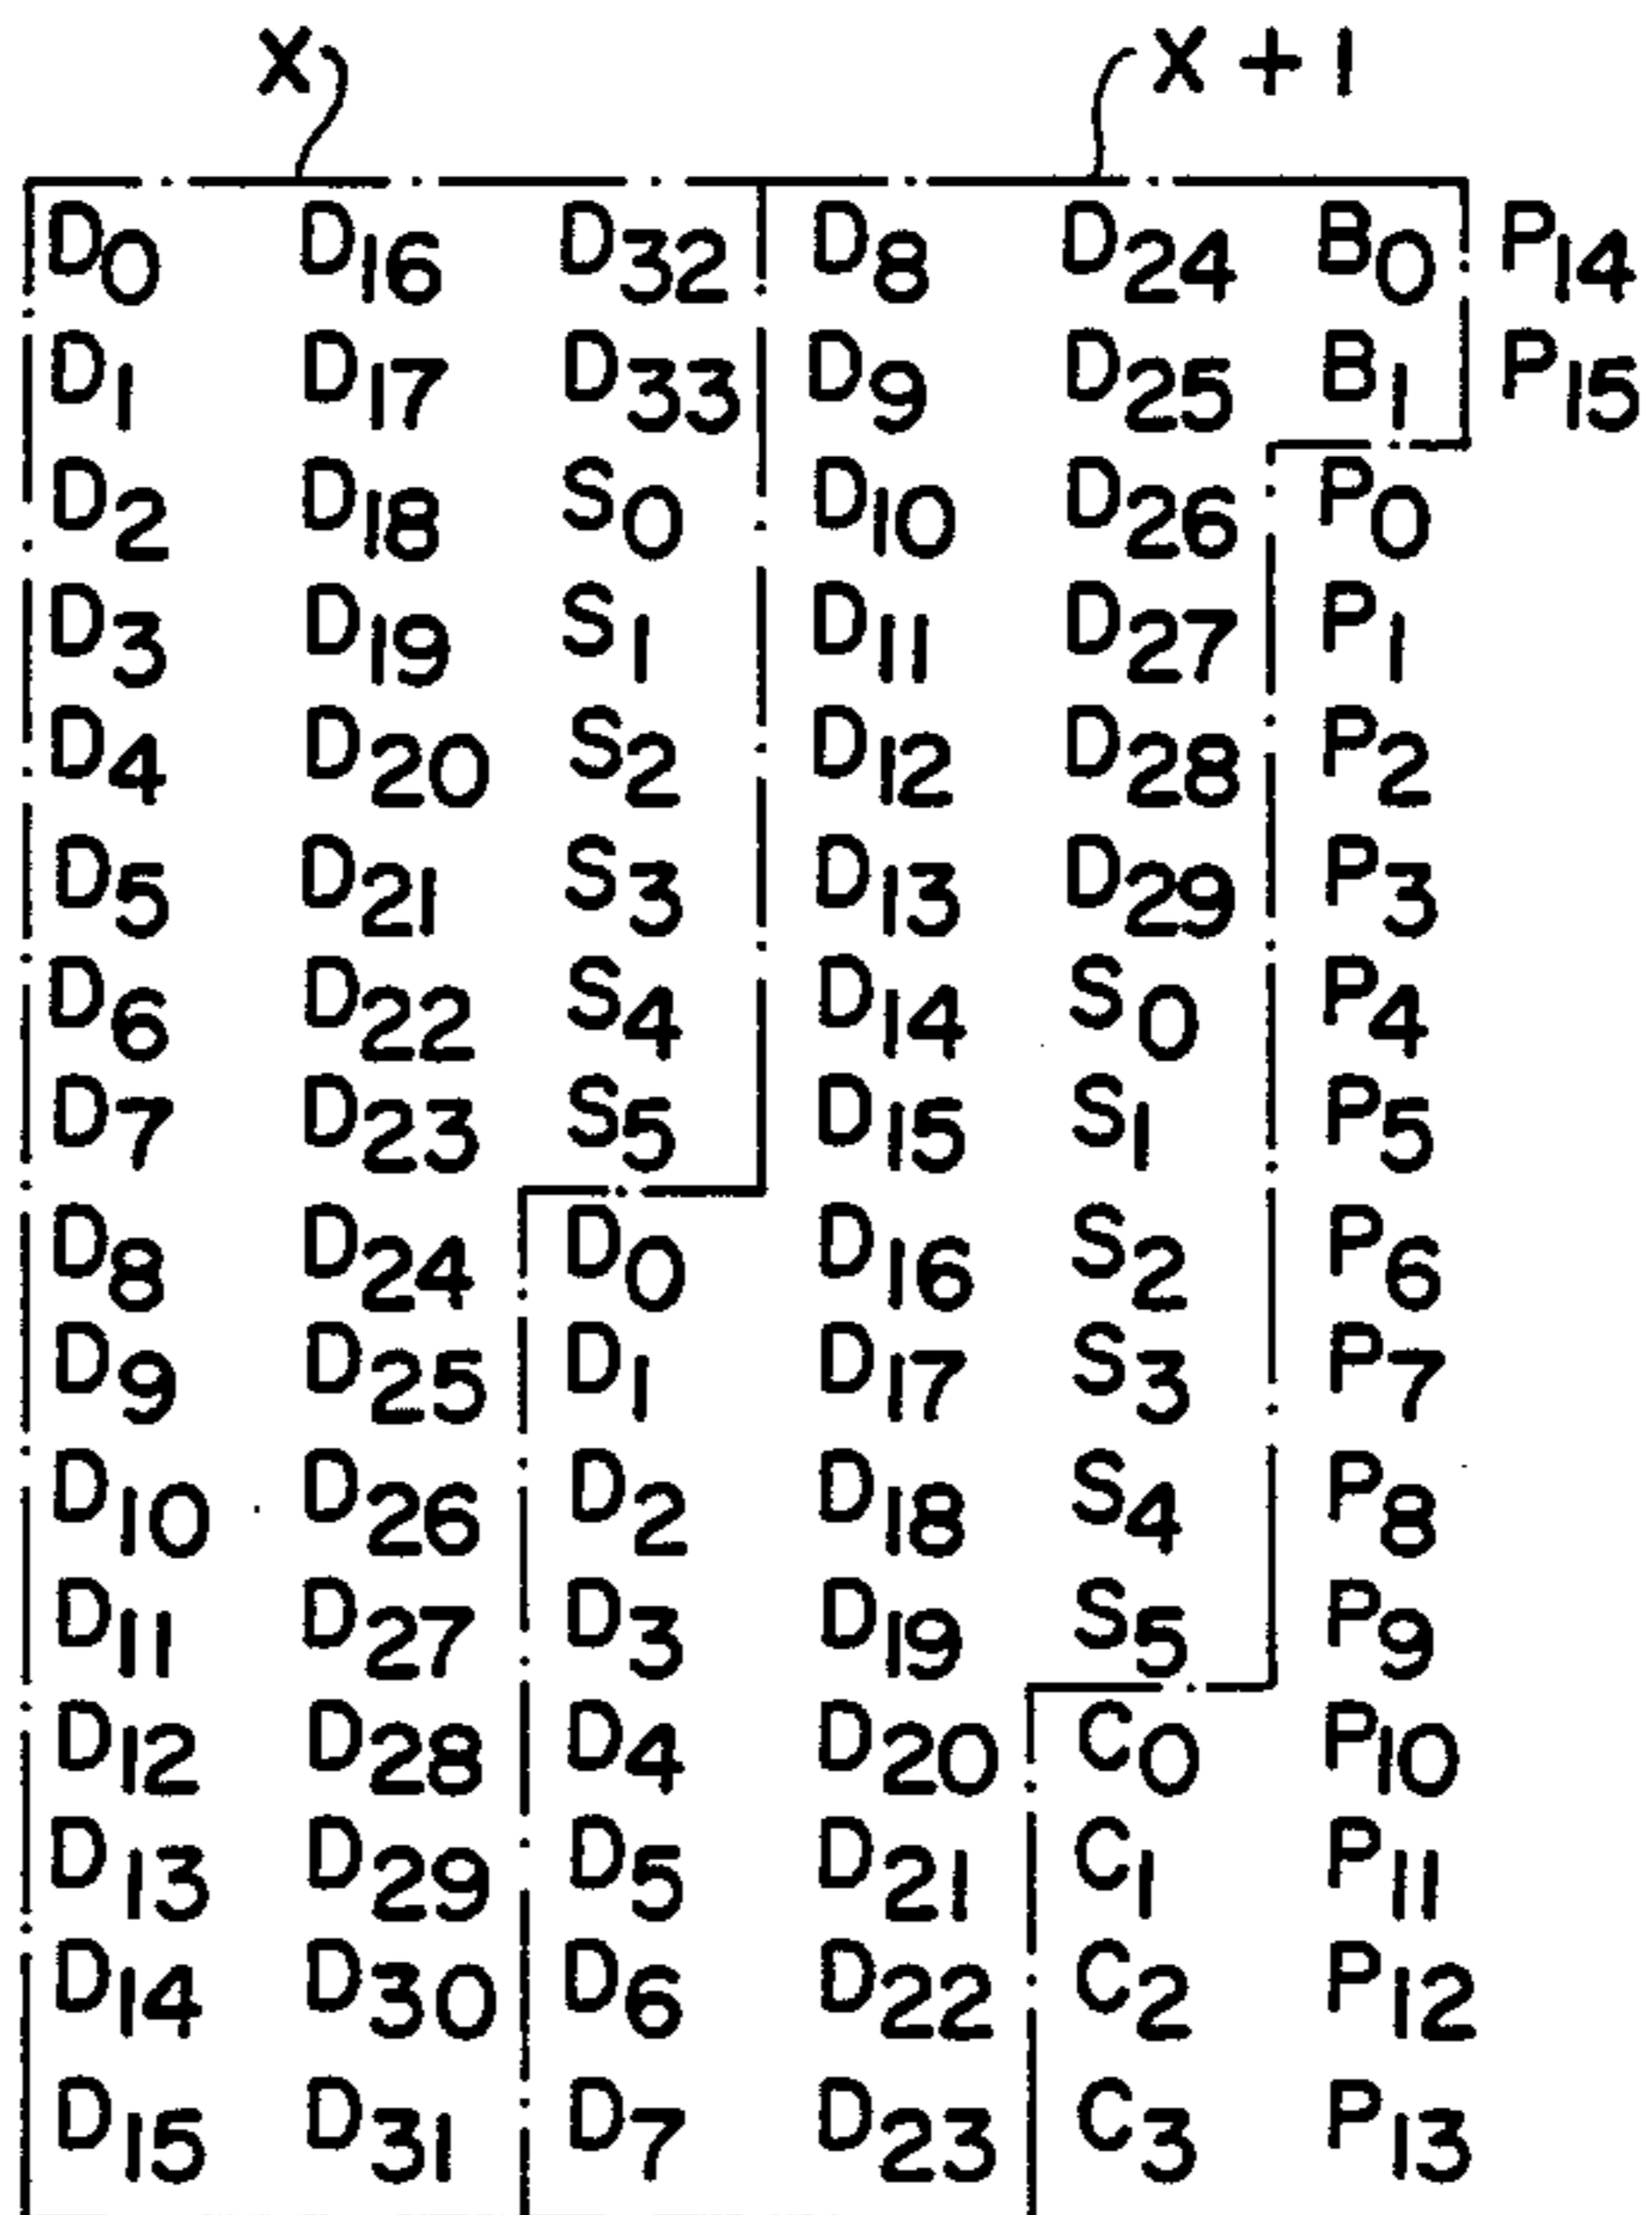 X X + 1
D0 D16 D32 D8 D24 B0 P14
D1 D17 D33 D9 D25 B1 P15
D2 D18 S0 D10 D26 P0
D3 D19 S1 D11 D27 P1
D4 D20 S2 D12 D28 P2
D5 D21 S3 D13 D29 P3
D6 D22 S4 D14 S0 P4
D7 D23 S5 D15 S1 P5
D8 D24 D0 D16 S2 P6
D9 D25 D1 D17 S3 P7
D10 D26 D2 D18 S4 P8
D11 D27 D3 D19 S5 P9
D12 D28 D4 D20 C0 P10
D13 D29 D5 D21 C1 P11
D14 D30 D6 D22 C2 P12
D15 D31 D7 D23 C3 P13